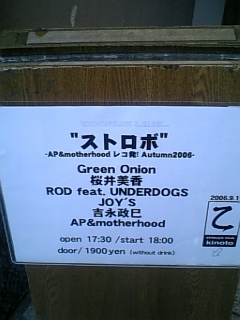 "ストロボ"
-AP&motherhood レコ発! Autumn2006-
Green Onion
桜井美香
ROD feat. UNDERDOGS
JOY'S
吉永政巳
AP&motherhood
open 17:30 /start 18:00
door/ 1900yen (without drink)
2006.9.1
乙
kinoto